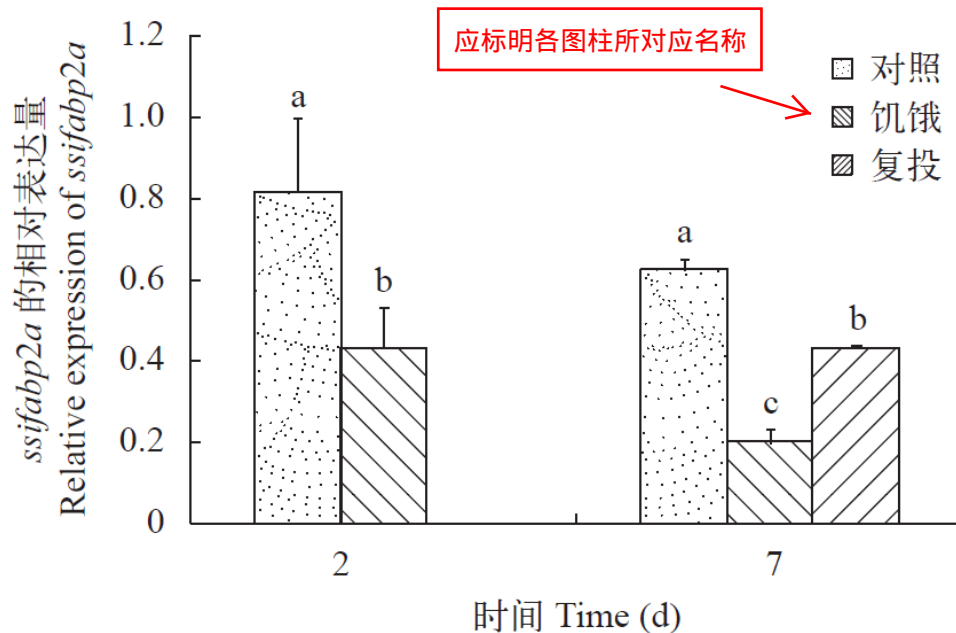 应标明各图柱所对应名称
对照
饥饿
复投
ssifabp2a 的相对表达量
Relative expression of ssifabp2a
1.2
1.0
0.8
0.6
0.4
0.2
0
a
b
a
c
b
2
7
时间 Time (d)